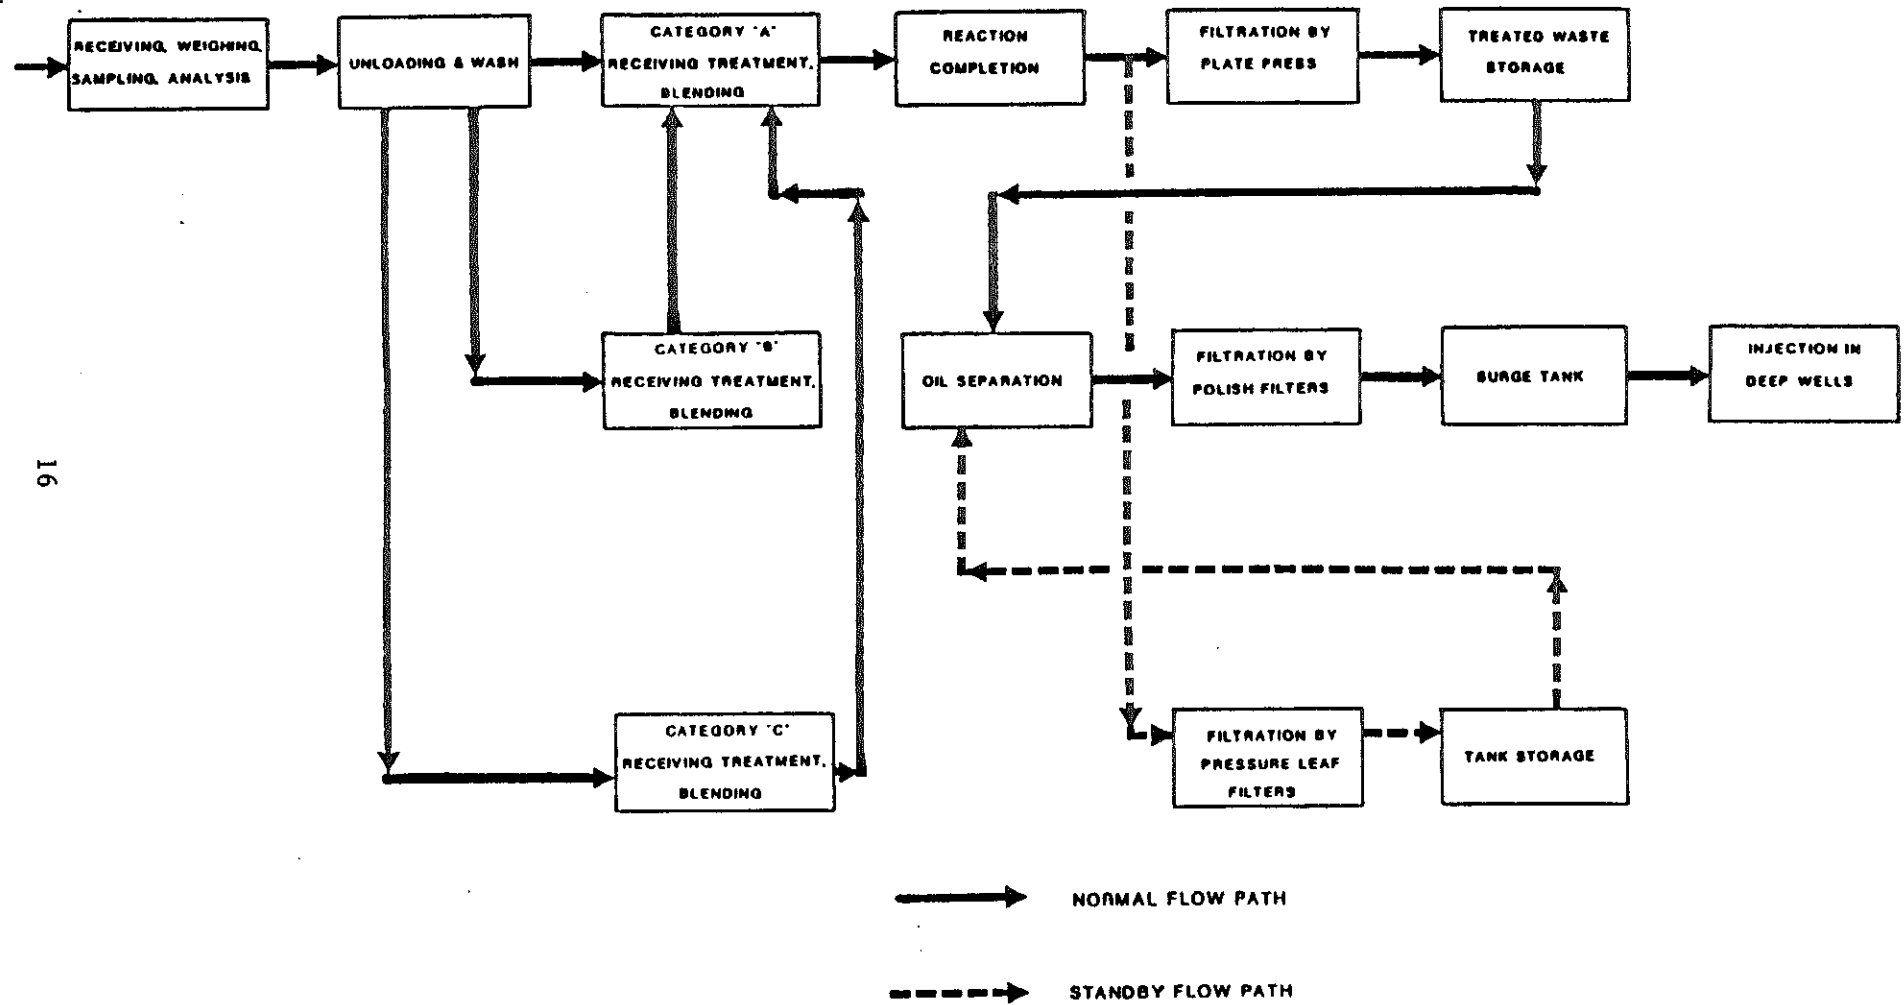 RECEIVING, WEIGHING,
SAMPLING, ANALYSIS
UNLOADING & WASH
CATEGORY "A"
RECEIVING TREATMENT,
BLENDING
REACTION
COMPLETION
FILTRATION BY
PLATE PRESS
TREATED WASTE
STORAGE
CATEGORY "B"
RECEIVING TREATMENT,
BLENDING
OIL SEPARATION
FILTRATION BY
POLISH FILTERS
SURGE TANK
INJECTION IN
DEEP WELLS
16
CATEGORY "C"
RECEIVING TREATMENT,
BLENDING
FILTRATION BY
PRESSURE LEAF
FILTERS
TANK STORAGE
NORMAL FLOW PATH
STANDBY FLOW PATH